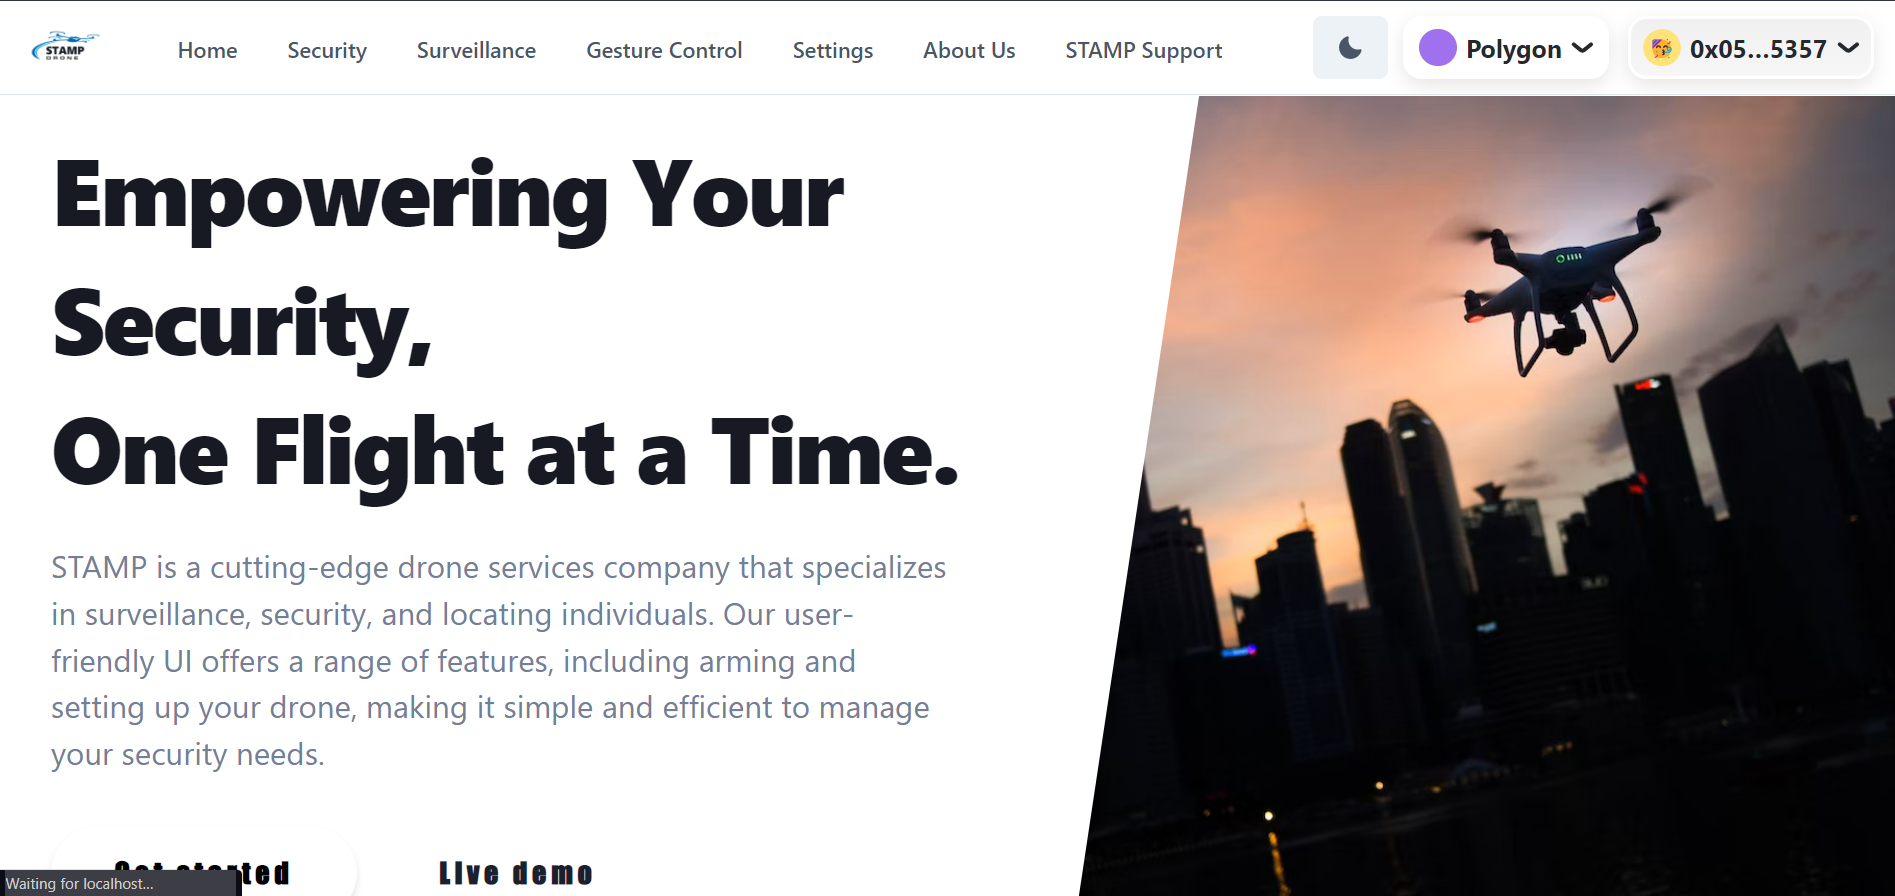 STAMP
DRONE
Home
Security
Surveillance
Gesture Control
Settings
About Us
STAMP Support
Polygon
0x05...5357
Empowering Your
Security,
One Flight at a Time.
STAMP is a cutting-edge drone services company that specializes
in surveillance, security, and locating individuals. Our user-
friendly UI offers a range of features, including arming and
setting up your drone, making it simple and efficient to manage
your security needs.
Get started
Live demo
Waiting for localhost...